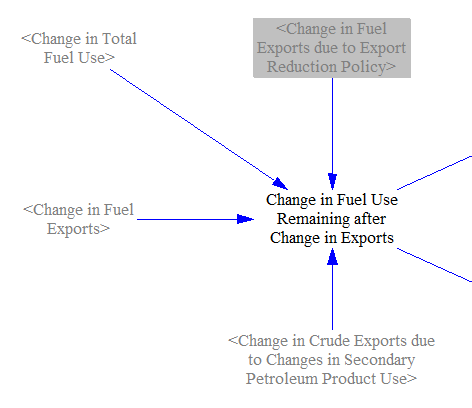 <Change in Total
Fuel Use>
<Change in Fuel
Exports due to Export
Reduction Policy>
<Change in Fuel
Exports>
Change in Fuel Use
Remaining after
Change in Exports
<Change in Crude Exports due
to Changes in Secondary
Petroleum Product Use>